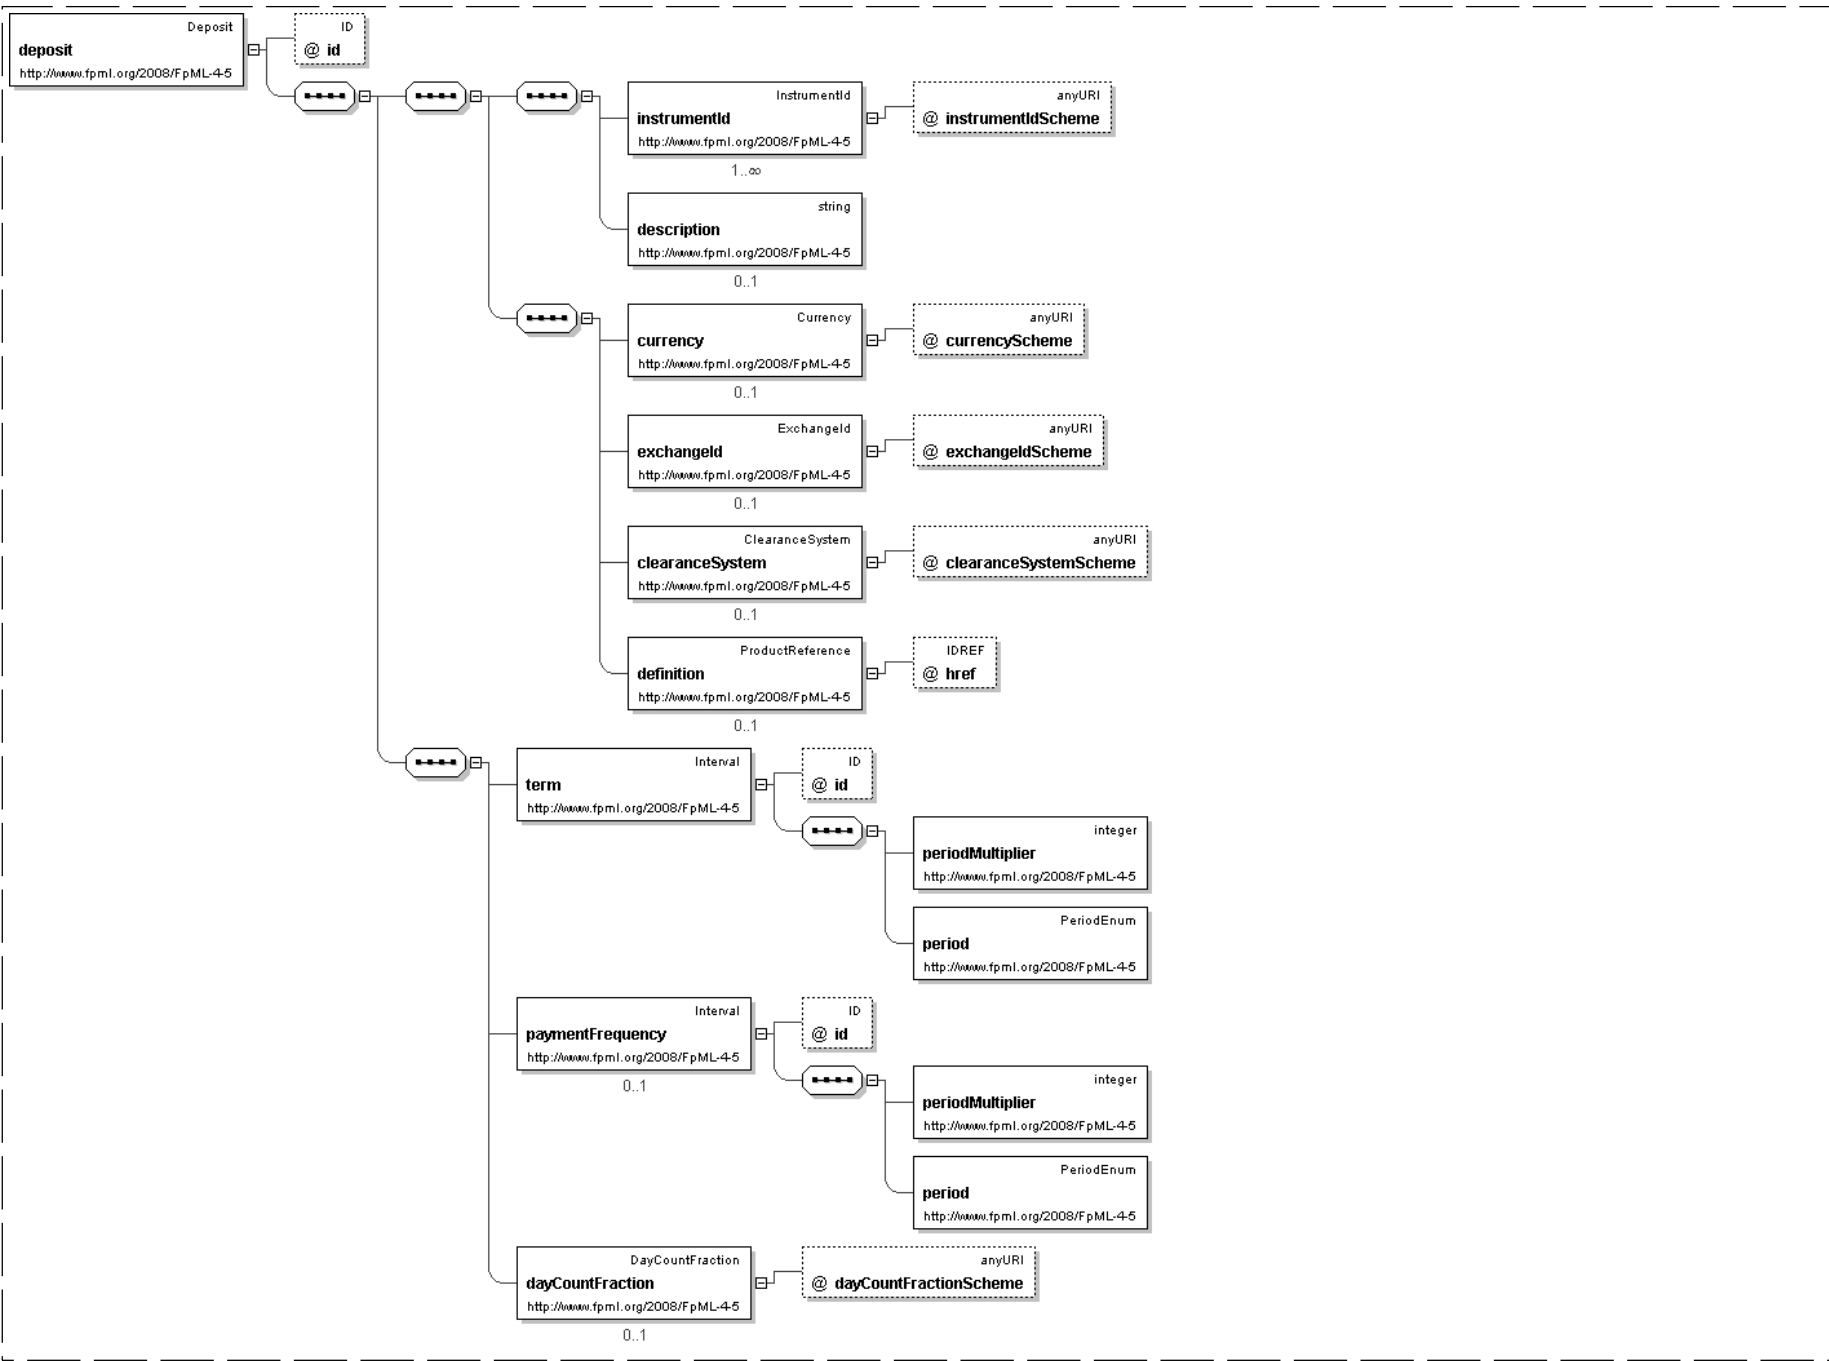 Deposit
deposit
http://www.fpml.org/2008/FpML-4-5
ID
@ id
InstrumentId
instrumentId
http://www.fpml.org/2008/FpML-4-5
1..∞
anyURI
@ instrumentIdScheme
string
description
http://www.fpml.org/2008/FpML-4-5
0..1
Currency
currency
http://www.fpml.org/2008/FpML-4-5
0..1
anyURI
@ currencyScheme
ExchangeId
exchangeId
http://www.fpml.org/2008/FpML-4-5
0..1
anyURI
@ exchangeIdScheme
ClearanceSystem
clearanceSystem
http://www.fpml.org/2008/FpML-4-5
0..1
anyURI
@ clearanceSystemScheme
ProductReference
definition
http://www.fpml.org/2008/FpML-4-5
0..1
IDREF
@ href
Interval
term
http://www.fpml.org/2008/FpML-4-5
ID
@ id
integer
periodMultiplier
http://www.fpml.org/2008/FpML-4-5
PeriodEnum
period
http://www.fpml.org/2008/FpML-4-5
Interval
paymentFrequency
http://www.fpml.org/2008/FpML-4-5
0..1
ID
@ id
integer
periodMultiplier
http://www.fpml.org/2008/FpML-4-5
PeriodEnum
period
http://www.fpml.org/2008/FpML-4-5
DayCountFraction
dayCountFraction
http://www.fpml.org/2008/FpML-4-5
0..1
anyURI
@ dayCountFractionScheme